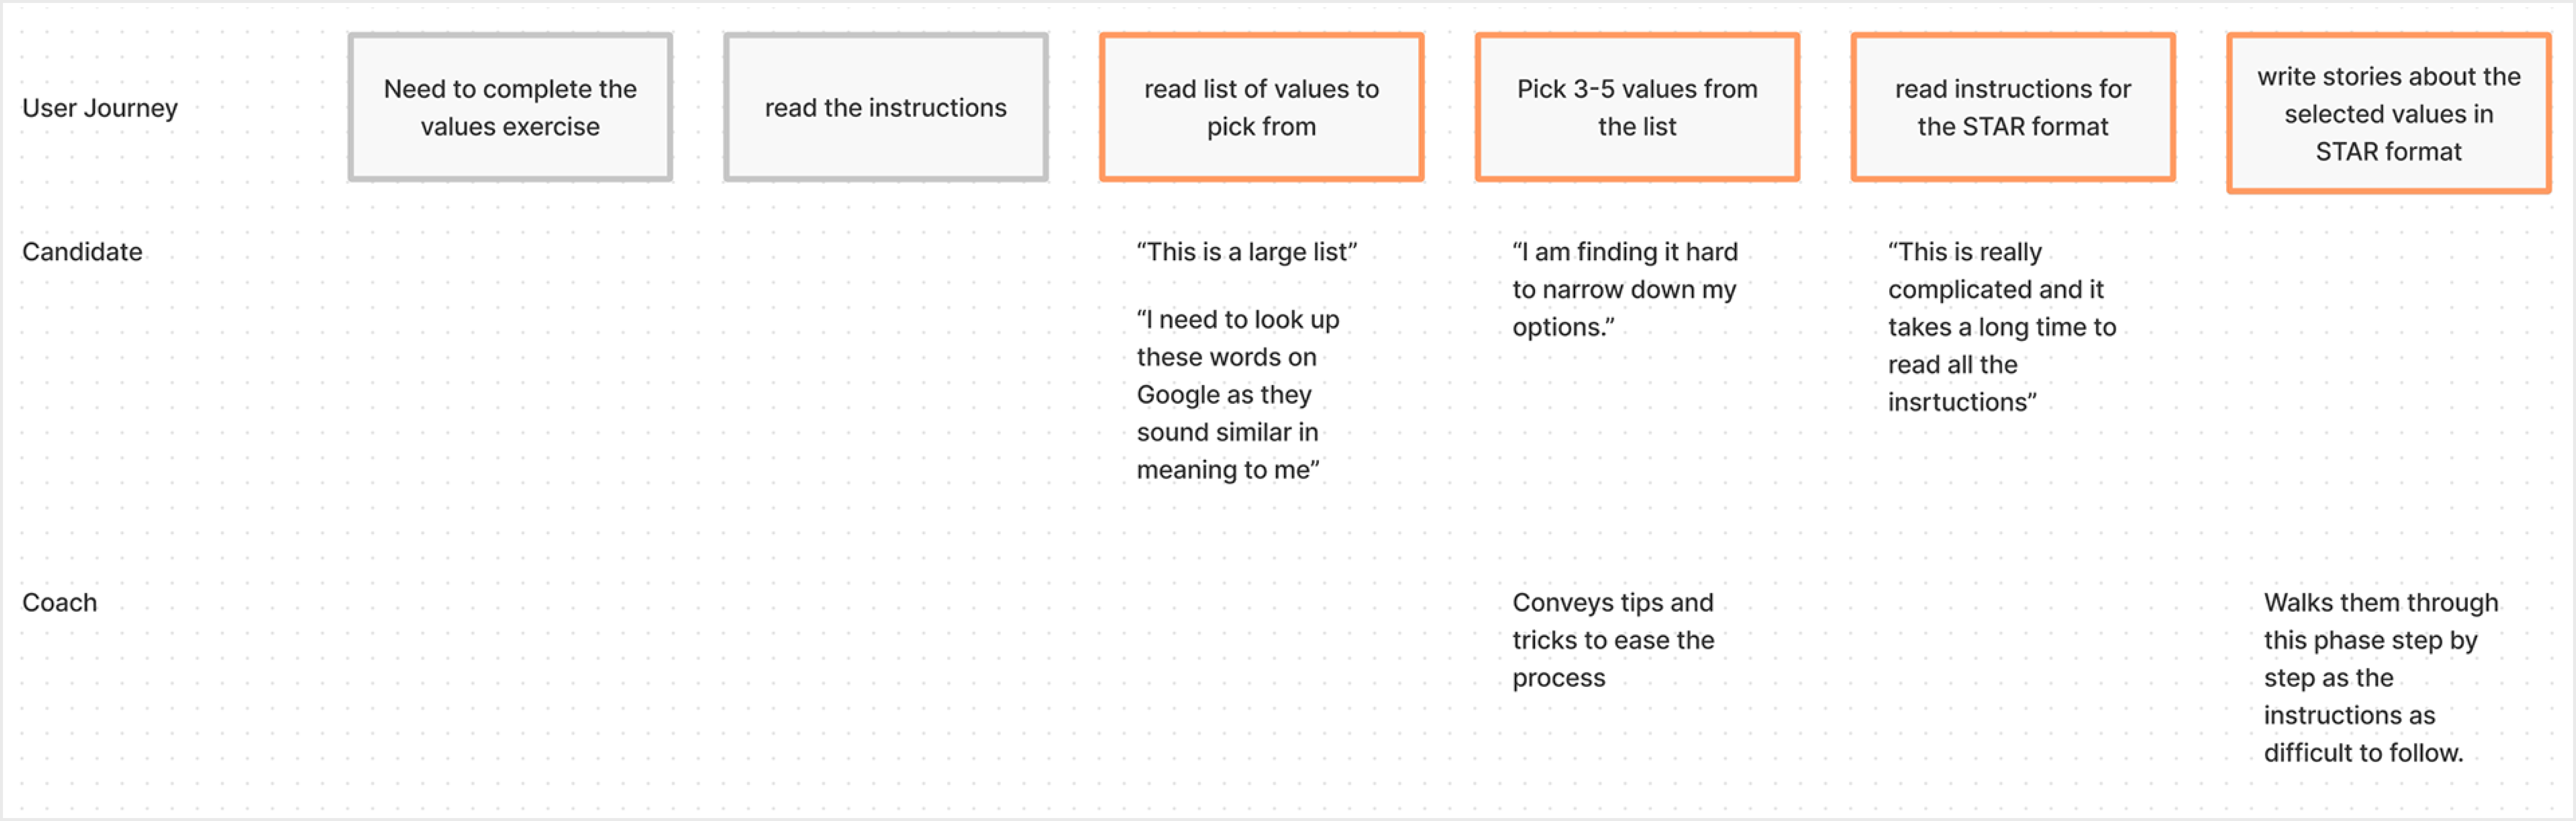 User Journey
Need to complete the
values exercise
read the instructions
read list of values to
pick from
Pick 3-5 values from
the list
read instructions for
the STAR format
write stories about the
selected values in
STAR format
Candidate
“This is a large list”
“I need to look up
these words on
Google as they
sound similar in
meaning to me”
“I am finding it hard
to narrow down my
options.”
“This is really
complicated and it
takes a long time to
read all the
insrtuctions”
Coach
Conveys tips and
tricks to ease the
process
Walks them through
this phase step by
step as the
instructions as
difficult to follow.